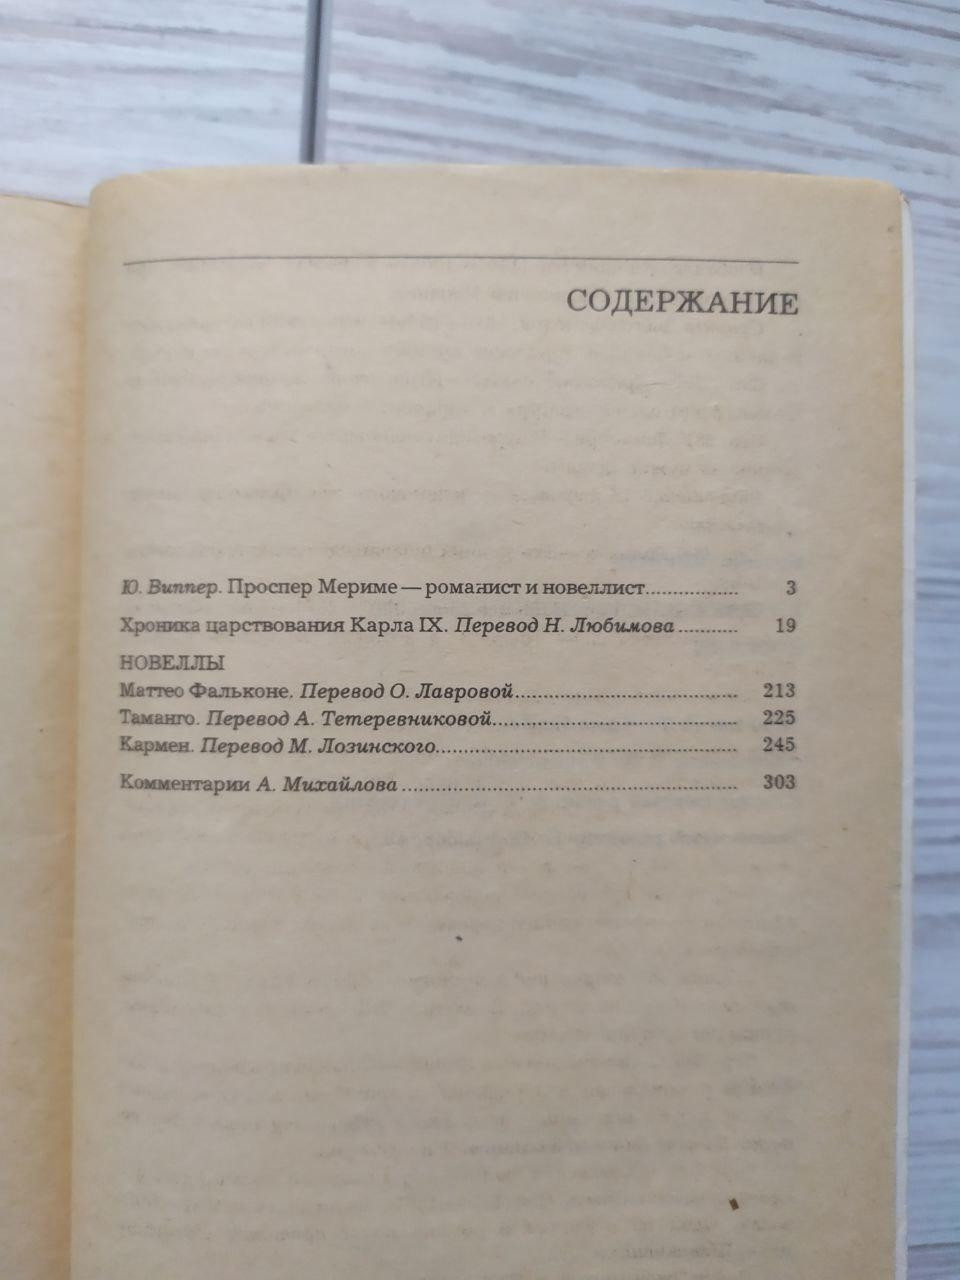 СОДЕРЖАНИЕ
Ю. Виппер. Проспер Мериме — романист и новеллист................. 3
Хроника царствования Карла IX. Перевод Н. Любимова ........... 19
НОВЕЛЛЫ
Маттео Фальконе. Перевод О. Лавровой........................................ 213
Таманго. Перевод А. Тетеревниковой............................................ 225
Кармен. Перевод М. Лозинского..................................................... 245
Комментарии А. Михайлова ............................................................ 303